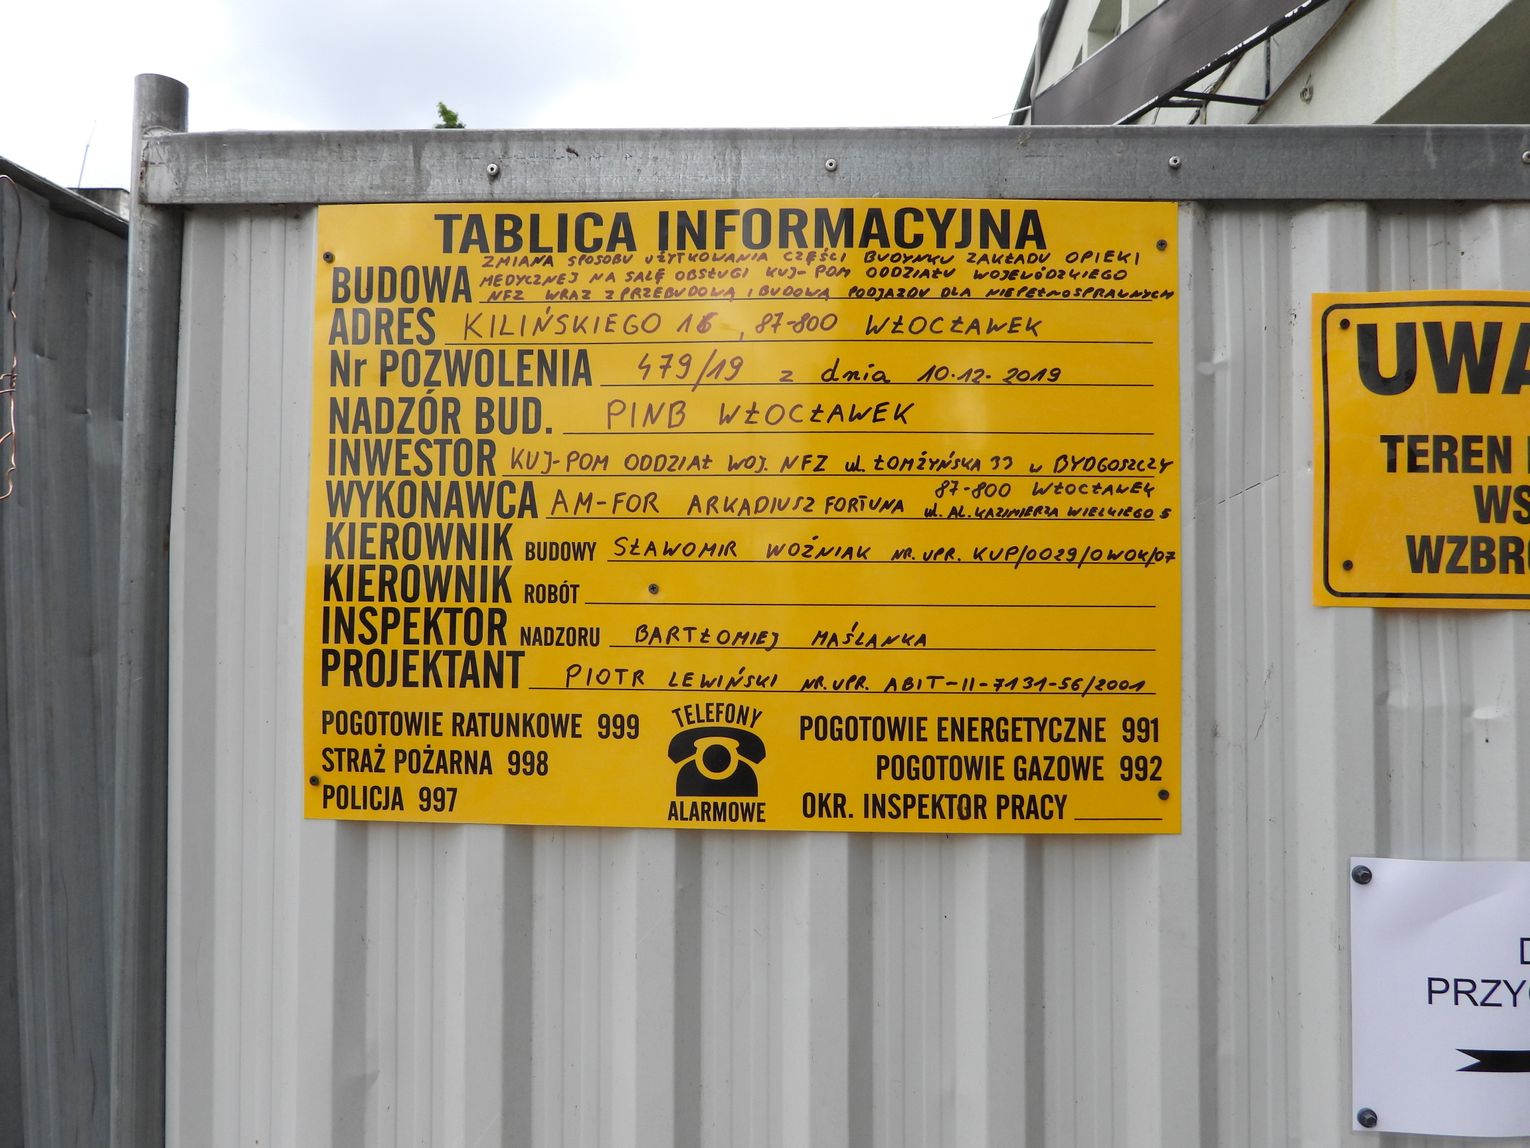 TABLICA INFORMACYJNA
ZMIANA SPOSOBU UŻYTKOWANIA CZĘŚCI BUDYNKU ZAKŁADU OPIEKI
MEDYCZNEJ NA SALĘ OBSŁUGI KUJ-POM ODDZIAŁU WOJEWÓDZKIEGO
BUDOWA NFZ WRAZ Z PRZEBUDOWĄ I BUDOWĄ PODJAZDU DLA NIEPEŁNOSPRAWNYCH
ADRES KILIŃSKIEGO 16, 87-800 WŁOCŁAWEK
Nr POZWOLENIA 479/19 z dnia 10.12.2019
NADZÓR BUD. PINB WŁOCŁAWEK
INWESTOR KUJ-POM ODDZIAŁ WOJ. NFZ ul. ŁOMŻYŃSKA 33 w BYDGOSZCZY
WYKONAWCA AM-FOR ARKADIUSZ FORTUNA 87-800 WŁOCŁAWEK
ul. AL. KAZIMIERZA WIELKIEGO 5
KIEROWNIK BUDOWY SŁAWOMIR WOŹNIAK NR. UPR. KUP/0029/OWOK/07
KIEROWNIK ROBÓT
INSPEKTOR NADZORU BARTŁOMIEJ MAŚLANKA
PROJEKTANT PIOTR LEWIŃSKI NR. UPR. ABIT-II-7131-56/2001
POGOTOWIE RATUNKOWE 999
STRAŻ POŻARNA 998
POLICJA 997
TELEFONY
ALARMOWE
POGOTOWIE ENERGETYCZNE 991
POGOTOWIE GAZOWE 992
OKR. INSPEKTOR PRACY
UWA
TEREN
WS
WZBRO
PRZYC